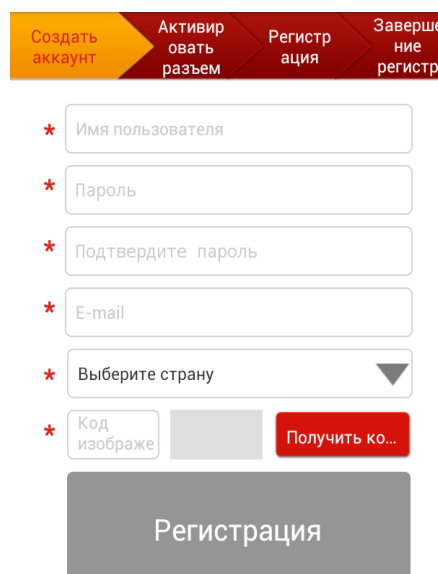 Создать
аккаунт
Активир
овать
разъем
Регистр
ация
Заверше
ние
регистр
* Имя пользователя
* Пароль
* Подтвердите пароль
* E-mail
* Выберите страну
* Код
изображе
Получить ко...
Регистрация